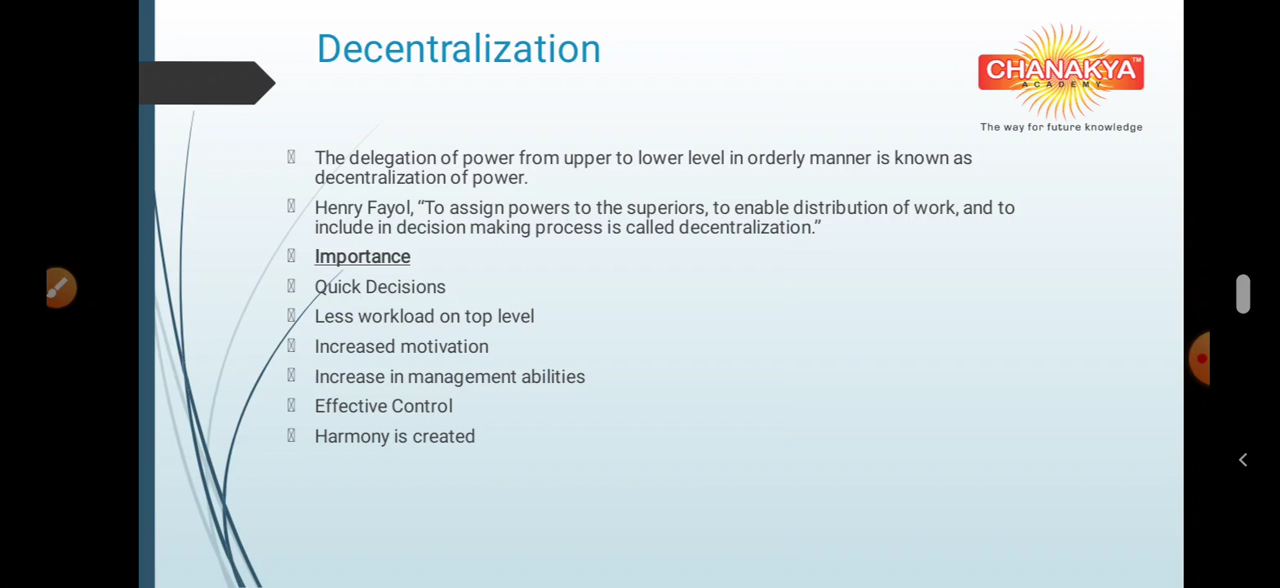 Decentralization
CHANAKYA™
ACADEMY
The way for future knowledge
The delegation of power from upper to lower level in orderly manner is known as
decentralization of power.
Henry Fayol, “To assign powers to the superiors, to enable distribution of work, and to
include in decision making process is called decentralization.”
Importance
Quick Decisions
Less workload on top level
Increased motivation
Increase in management abilities
Effective Control
Harmony is created